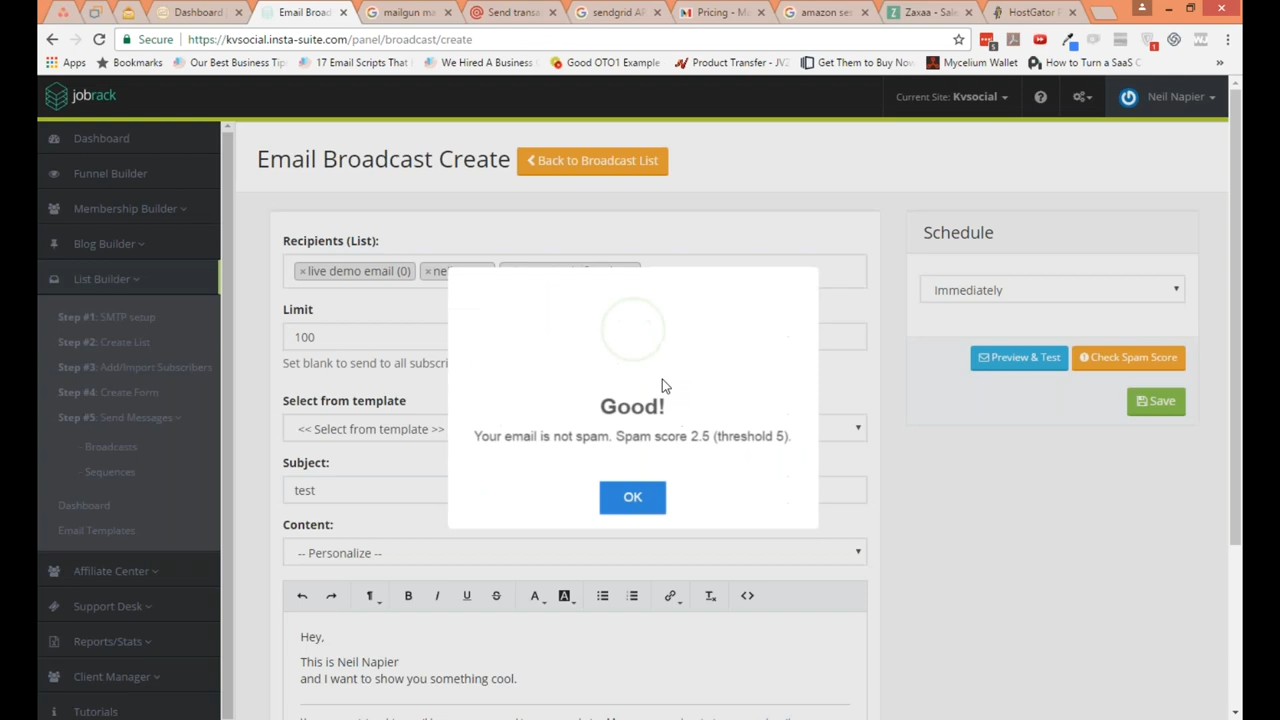 Dashboard
Email Broad
mailgun ma
Send transa
sendgrid AP
Pricing - Ma
amazon ses
Zaxaa - Sale
HostGator P
Secure
https://kvsocial.insta-suite.com/panel/broadcast/create
Apps
Bookmarks
Our Best Business Tip
17 Email Scripts That
We Hired A Business
Good OTO1 Example
Product Transfer - JVZ
Get Them to Buy Now
Mycelium Wallet
How to Turn a SaaS C
jobrack
Current Site: Kvsocial
Neil Napier
Dashboard
Funnel Builder
Membership Builder
Blog Builder
List Builder
Step #1: SMTP setup
Step #2: Create List
Step #3: Add/Import Subscribers
Step #4: Create Form
Step #5: Send Messages
- Broadcasts
- Sequences
Dashboard
Email Templates
Affiliate Center
Support Desk
Reports/Stats
Client Manager
Tutorials
Email Broadcast Create
Back to Broadcast List
Recipients (List):
× live demo email (0)
× ne
Limit
100
Set blank to send to all subscri
Select from template
<< Select from template >>
Subject:
test
Content:
-- Personalize --
Hey,
This is Neil Napier
and I want to show you something cool.
Good!
Your email is not spam. Spam score 2.5 (threshold 5).
OK
Schedule
Immediately
Preview & Test
Check Spam Score
Save